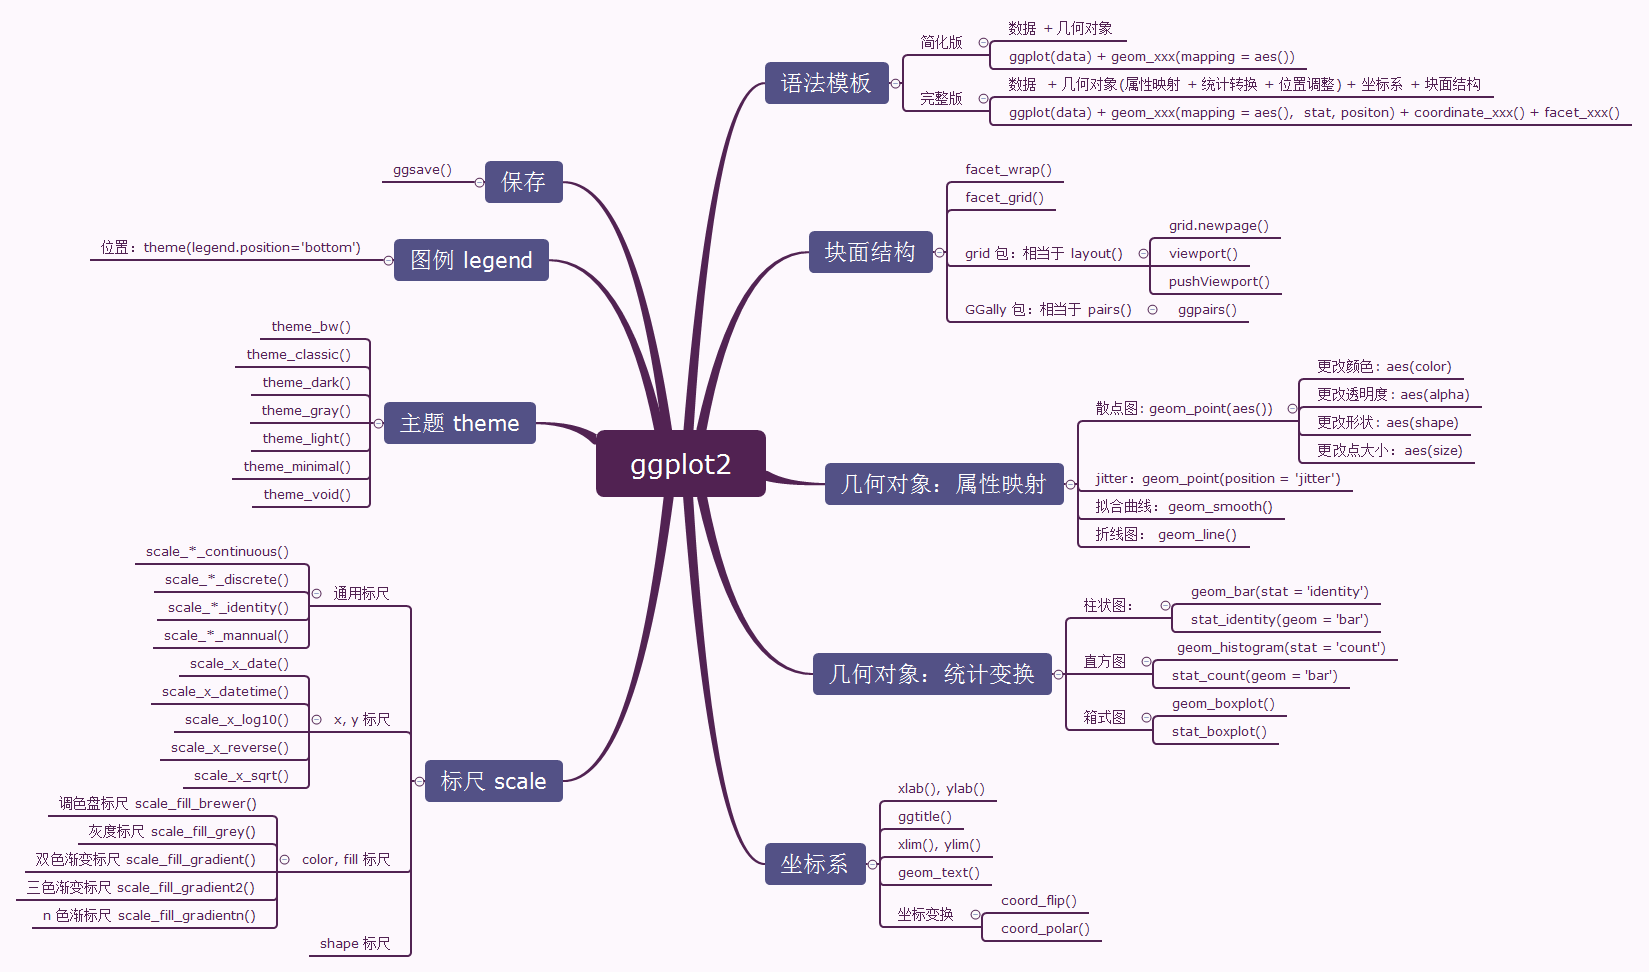 ggplot2
语法模板
简化版
数据 + 几何对象
ggplot(data) + geom_xxx(mapping = aes())
完整版
数据 + 几何对象(属性映射 + 统计转换 + 位置调整) + 坐标系 + 块面结构
ggplot(data) + geom_xxx(mapping = aes(), stat, positon) + coordinate_xxx() + facet_xxx()
块面结构
facet_wrap()
facet_grid()
grid 包：相当于 layout()
grid.newpage()
viewport()
pushViewport()
GGally 包：相当于 pairs()
ggpairs()
几何对象：属性映射
散点图：geom_point(aes())
更改颜色：aes(color)
更改透明度：aes(alpha)
更改形状：aes(shape)
更改点大小：aes(size)
jitter：geom_point(position = 'jitter')
拟合曲线：geom_smooth()
折线图： geom_line()
几何对象：统计变换
柱状图：
geom_bar(stat = 'identity')
stat_identity(geom = 'bar')
直方图
geom_histogram(stat = 'count')
stat_count(geom = 'bar')
箱式图
geom_boxplot()
stat_boxplot()
坐标系
xlab(), ylab()
ggtitle()
xlim(), ylim()
geom_text()
坐标变换
coord_flip()
coord_polar()
保存
ggsave()
图例 legend
位置：theme(legend.position='bottom')
主题 theme
theme_bw()
theme_classic()
theme_dark()
theme_gray()
theme_light()
theme_minimal()
theme_void()
标尺 scale
通用标尺
scale_*_continuous()
scale_*_discrete()
scale_*_identity()
scale_*_mannual()
x, y 标尺
scale_x_date()
scale_x_datetime()
scale_x_log10()
scale_x_reverse()
scale_x_sqrt()
color, fill 标尺
调色盘标尺 scale_fill_brewer()
灰度标尺 scale_fill_grey()
双色渐变标尺 scale_fill_gradient()
三色渐变标尺 scale_fill_gradient2()
n 色渐标尺 scale_fill_gradientn()
shape 标尺